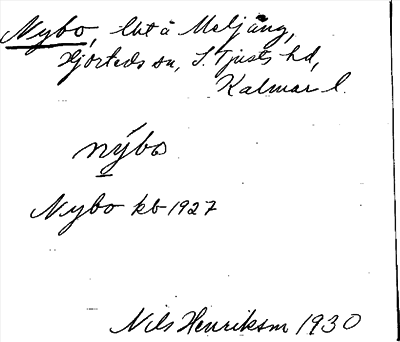 Nybo, lht å Meljäng,
Hjorteds sn, S. Tjusts hd,
Kalmar l.
nýbo
Nybo kb 1927
Nils Henriksson 1930